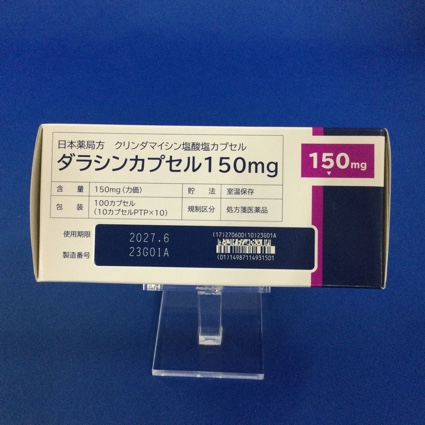 日本薬局方 クリンダマイシン塩酸塩カプセル
ダラシンカプセル150mg
150mg
含量 150mg(力価) 貯法 室温保存
包装 100カプセル
(10カプセルPTP×10) 規制区分 処方箋医薬品
使用期限 2027.6
製造番号 23G01A
(17)270600(10)23G01A
(01)14987114931501